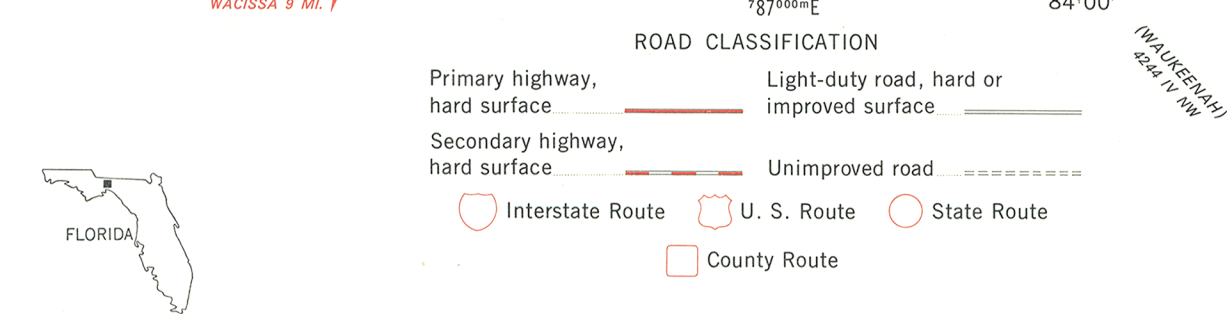 WACISSA 9 MI.
⁷87⁰⁰⁰ᵐE
84°00'
(WAUKEENAH)
4244 IV NW
ROAD CLASSIFICATION
Primary highway,
hard surface
Light-duty road, hard or
improved surface
Secondary highway,
hard surface
Unimproved road
Interstate Route
U. S. Route
State Route
County Route
FLORIDA